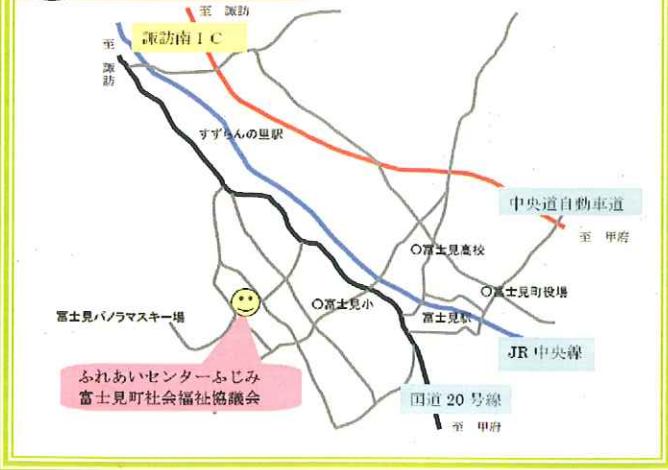 至 諏訪
諏訪南IC
至
諏
訪
すずらんの里駅
中央道自動車道
至 甲府
〇富士見高校
〇富士見町役場
富士見パノラマスキー場
〇富士見小
富士見駅
JR 中央線
ふれあいセンターふじみ
富士見町社会福祉協議会
国道 20 号線
至 甲府